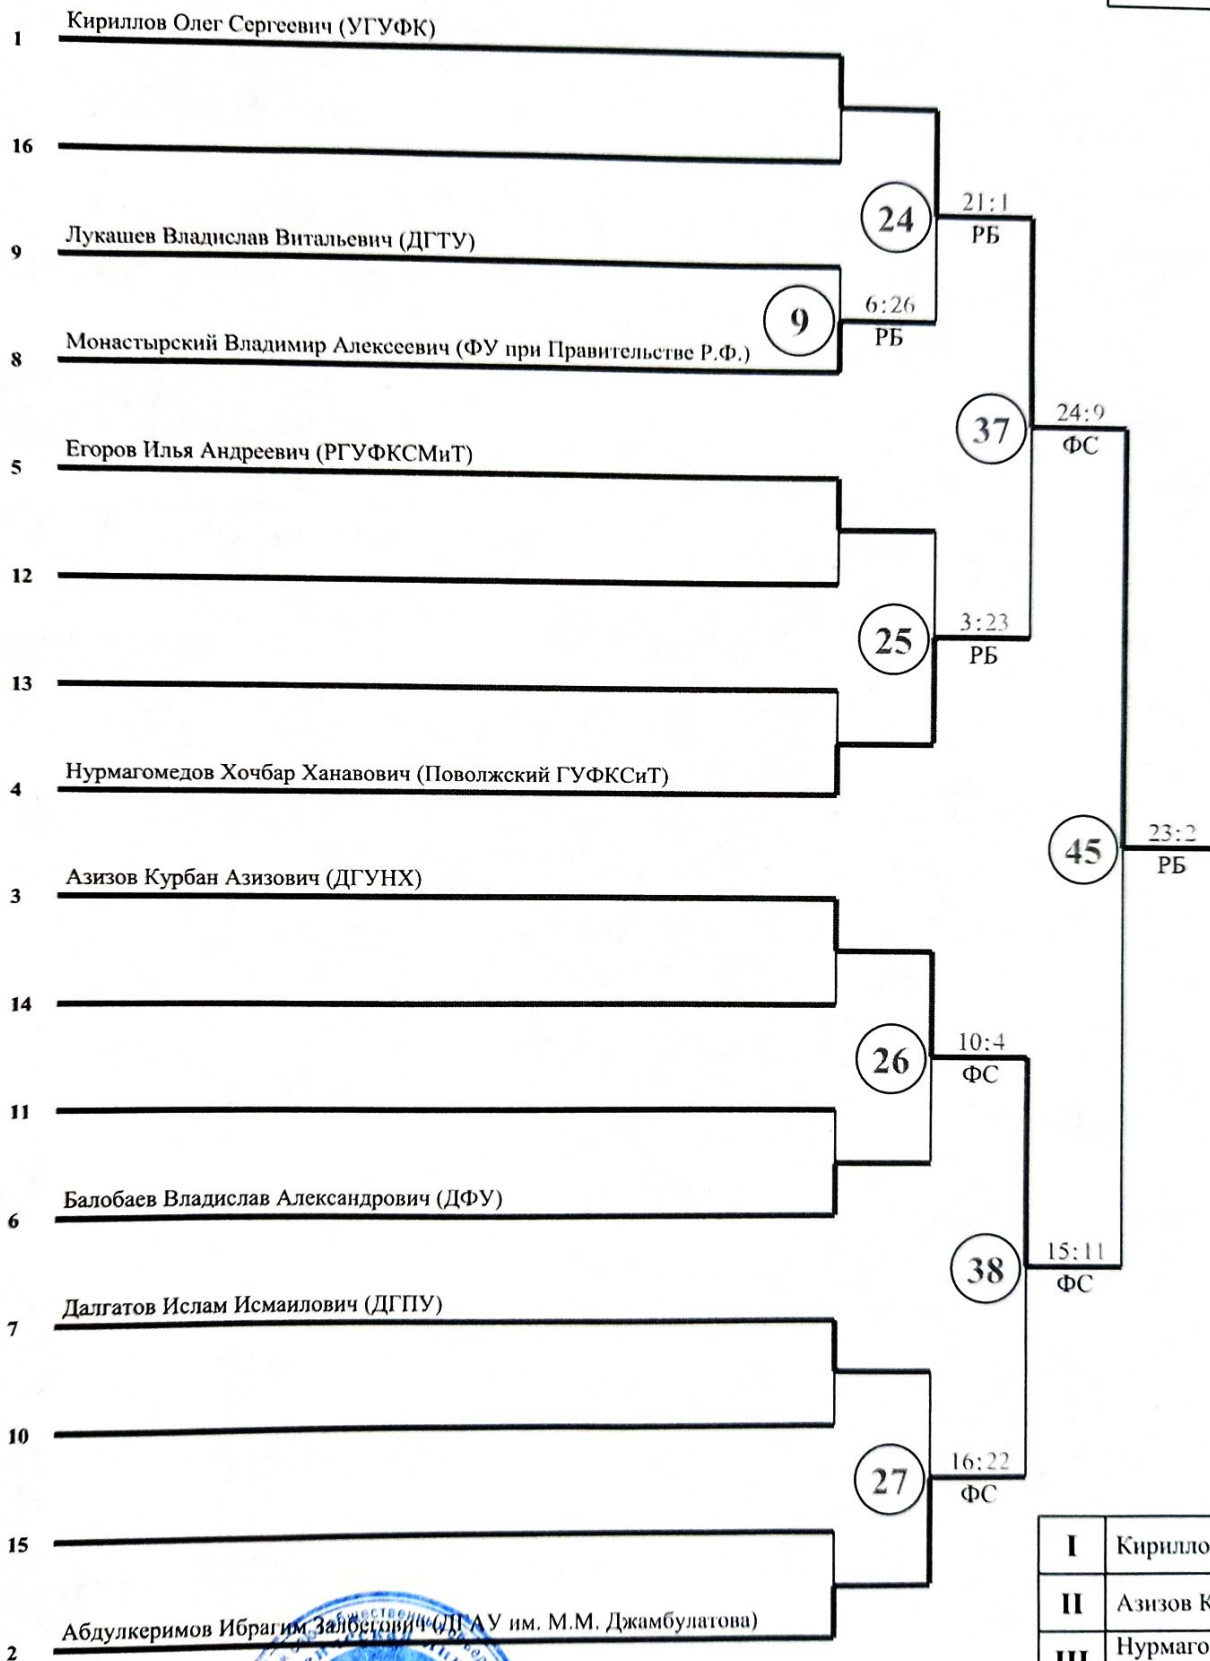 Кириллов Олег Сергеевич (УГУФК)
1
16
24
21:1
РБ
Лукашев Владислав Витальевич (ДГТУ)
9
9
6:26
РБ
Монастырский Владимир Алексеевич (ФУ при Правительстве Р.Ф.)
8
37
24:9
ФС
Егоров Илья Андреевич (РГУФКСМиТ)
5
12
25
3:23
РБ
13
Нурмагомедов Хочбар Ханавович (Поволжский ГУФКСиТ)
4
45
23:2
РБ
Азизов Курбан Азизович (ДГУНХ)
3
14
26
10:4
ФС
11
Балобаев Владислав Александрович (ДФУ)
6
38
15:11
ФС
Далгатов Ислам Исмаилович (ДГПУ)
7
10
27
16:22
ФС
15
I Кирилло
II Азизов К
Абдулкеримов Ибрагим (ДГАУ им. М.М. Джамбулатова)
2
III Нурмаго